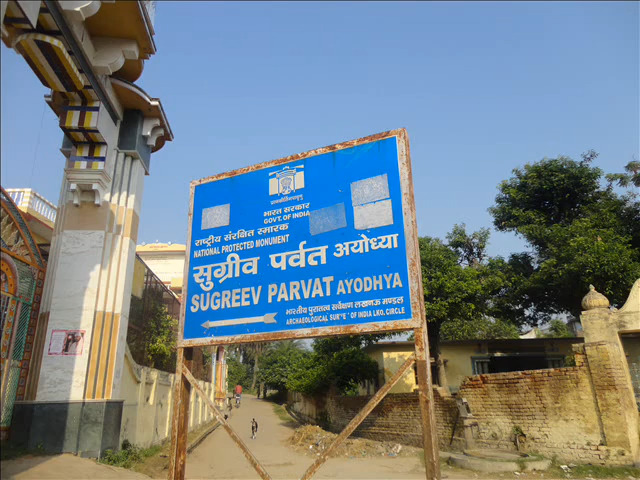 भारत सरकार
GOVT. OF INDIA
राष्ट्रीय संरक्षित स्मारक
NATIONAL PROTECTED MONUMENT
सुग्रीव पर्वत अयोध्या
SUGREEV PARVAT AYODHYA
भारतीय पुरातत्व सर्वेक्षण लखनऊ मण्डल
ARCHAEOLOGICAL OF INDIA LKO. CIRCLE